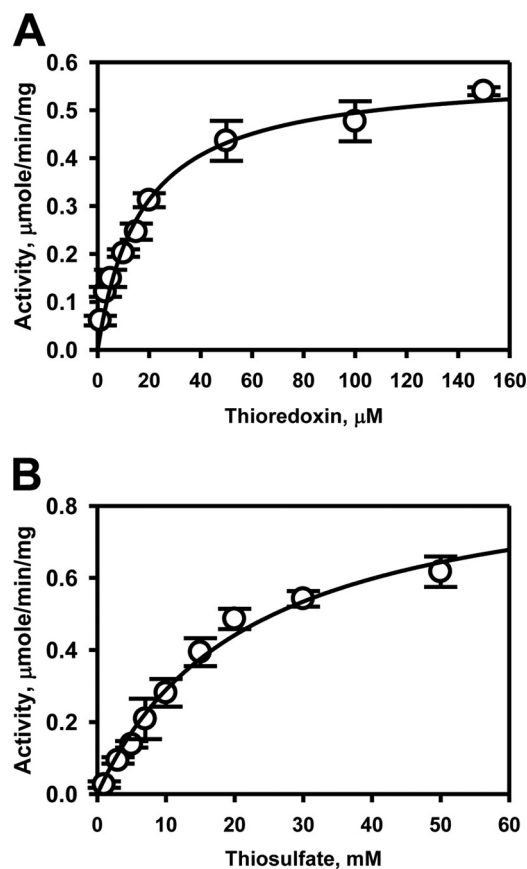 A
Activity, μmole/min/mg
0.6
0.5
0.4
0.3
0.2
0.1
0.0
0 20 40 60 80 100 120 140 160
Thioredoxin, μM
B
Activity, μmole/min/mg
0.8
0.6
0.4
0.2
0.0
0 10 20 30 40 50 60
Thiosulfate, mM